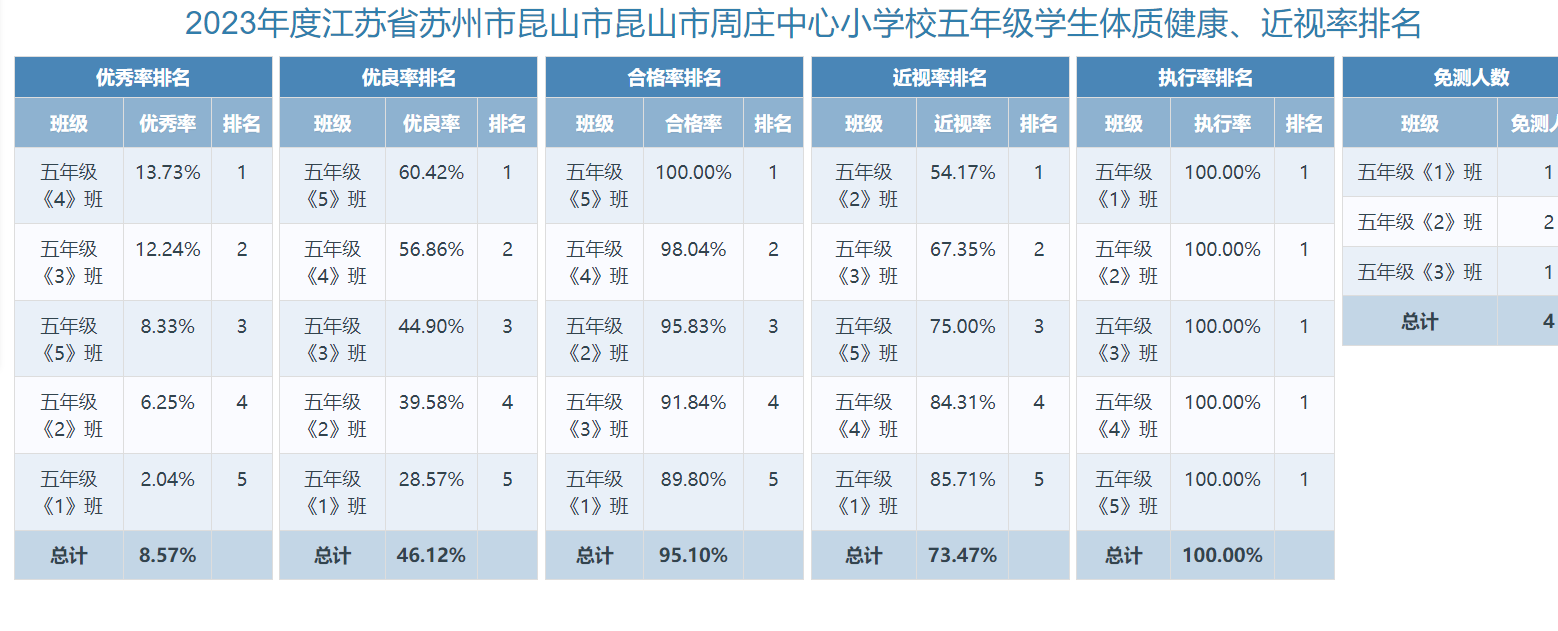 2023年度江苏省苏州市昆山市昆山市周庄中心小学校五年级学生体质健康、近视率排名
优秀率排名
班级 优秀率 排名
五年级《4》班 13.73% 1
五年级《3》班 12.24% 2
五年级《5》班 8.33% 3
五年级《2》班 6.25% 4
五年级《1》班 2.04% 5
总计 8.57%
优良率排名
班级 优良率 排名
五年级《5》班 60.42% 1
五年级《4》班 56.86% 2
五年级《3》班 44.90% 3
五年级《2》班 39.58% 4
五年级《1》班 28.57% 5
总计 46.12%
合格率排名
班级 合格率 排名
五年级《5》班 100.00% 1
五年级《4》班 98.04% 2
五年级《2》班 95.83% 3
五年级《3》班 91.84% 4
五年级《1》班 89.80% 5
总计 95.10%
近视率排名
班级 近视率 排名
五年级《2》班 54.17% 1
五年级《3》班 67.35% 2
五年级《5》班 75.00% 3
五年级《4》班 84.31% 4
五年级《1》班 85.71% 5
总计 73.47%
执行率排名
班级 执行率 排名
五年级《1》班 100.00% 1
五年级《2》班 100.00% 1
五年级《3》班 100.00% 1
五年级《4》班 100.00% 1
五年级《5》班 100.00% 1
总计 100.00%
免测人数
班级 免测人
五年级《1》班 1
五年级《2》班 2
五年级《3》班 1
总计 4